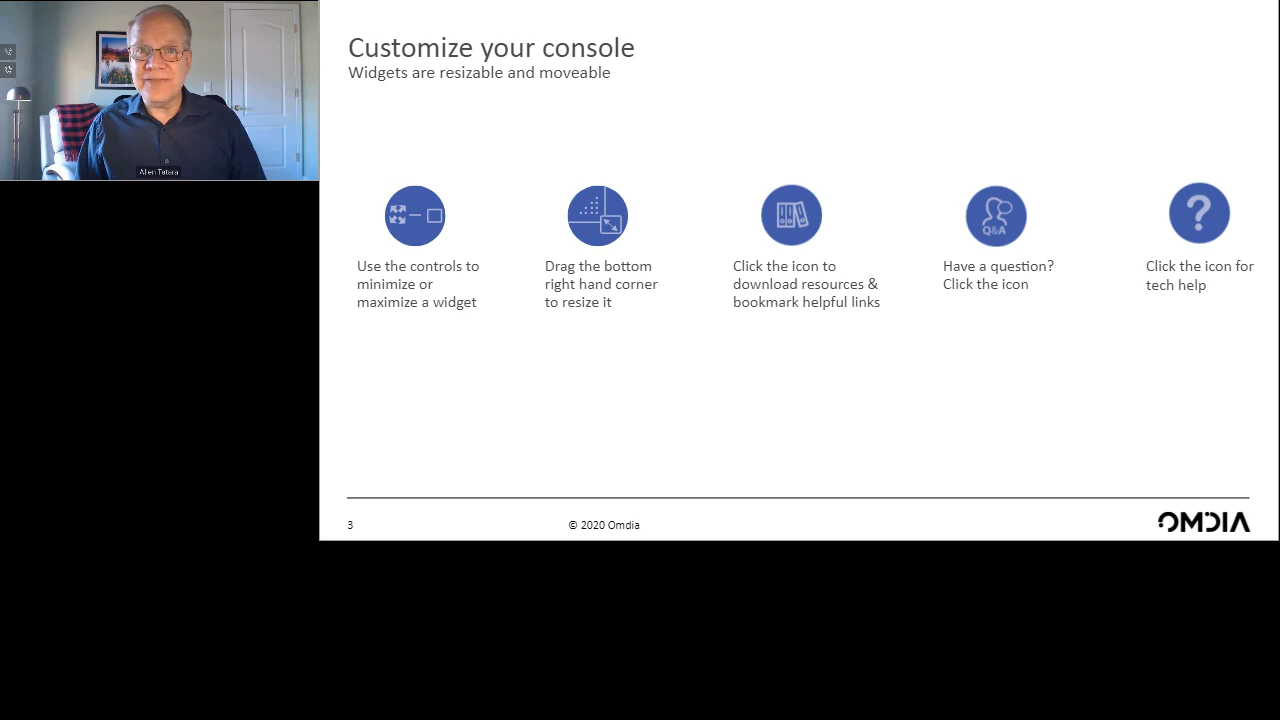 Allen Tatara
Customize your console
Widgets are resizable and moveable
Q&A
?
Use the controls to
minimize or
maximize a widget
Drag the bottom
right hand corner
to resize it
Click the icon to
download resources &
bookmark helpful links
Have a question?
Click the icon
Click the icon for
tech help
3
© 2020 Omdia
OMDIA